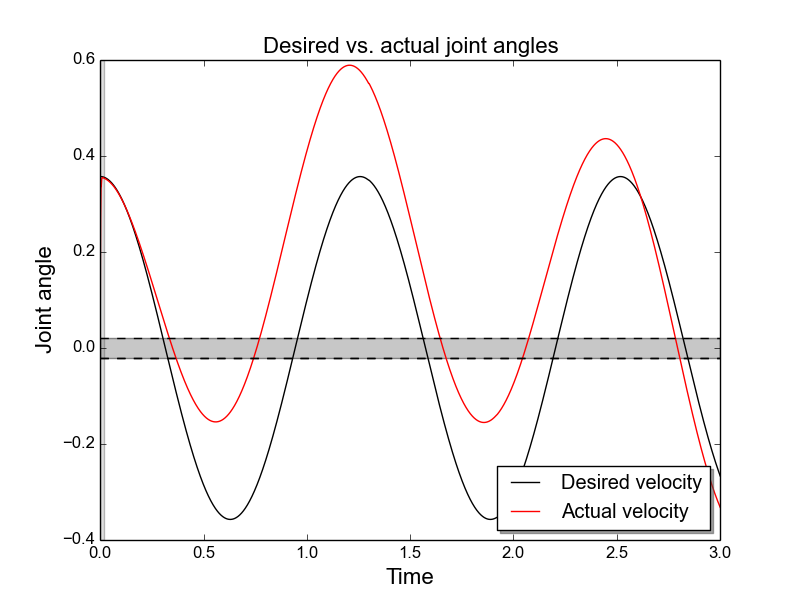 Desired vs. actual joint angles
0.6
0.4
0.2
0.0
−0.2
−0.4
Joint angle
Desired velocity
Actual velocity
0.0 0.5 1.0 1.5 2.0 2.5 3.0
Time